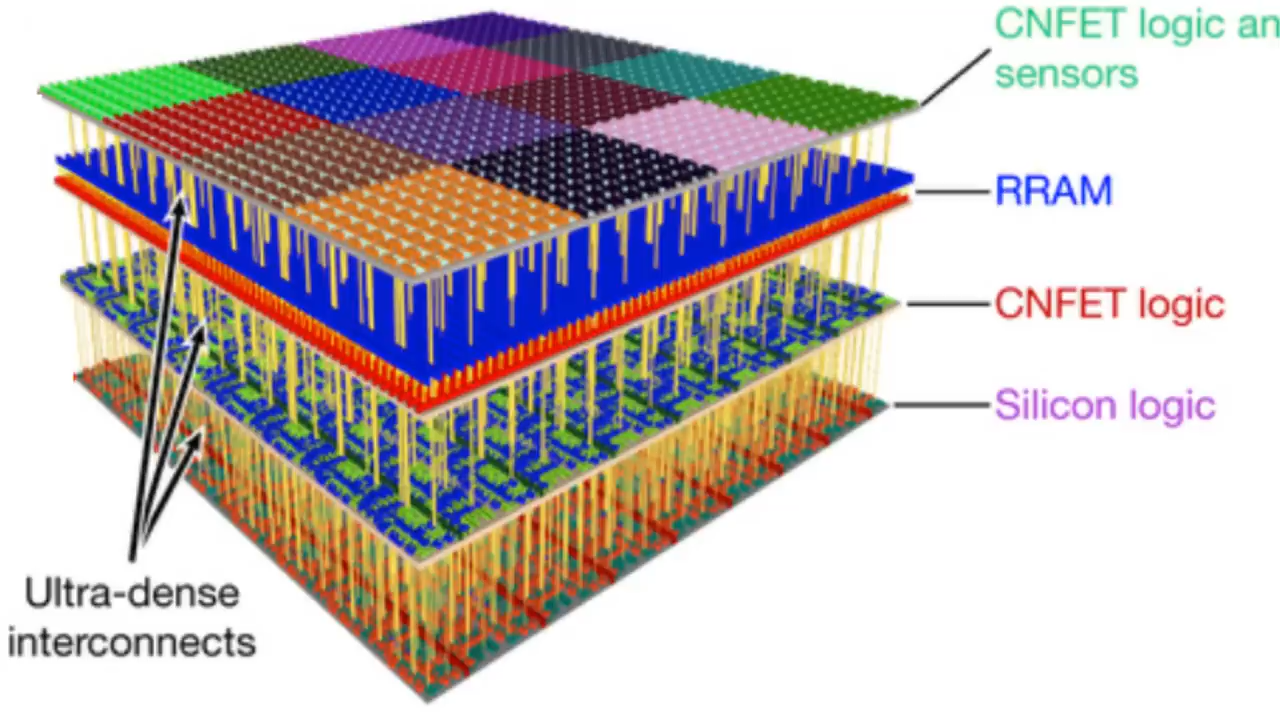 CNFET logic an
sensors
RRAM
CNFET logic
Silicon logic
Ultra-dense
interconnects